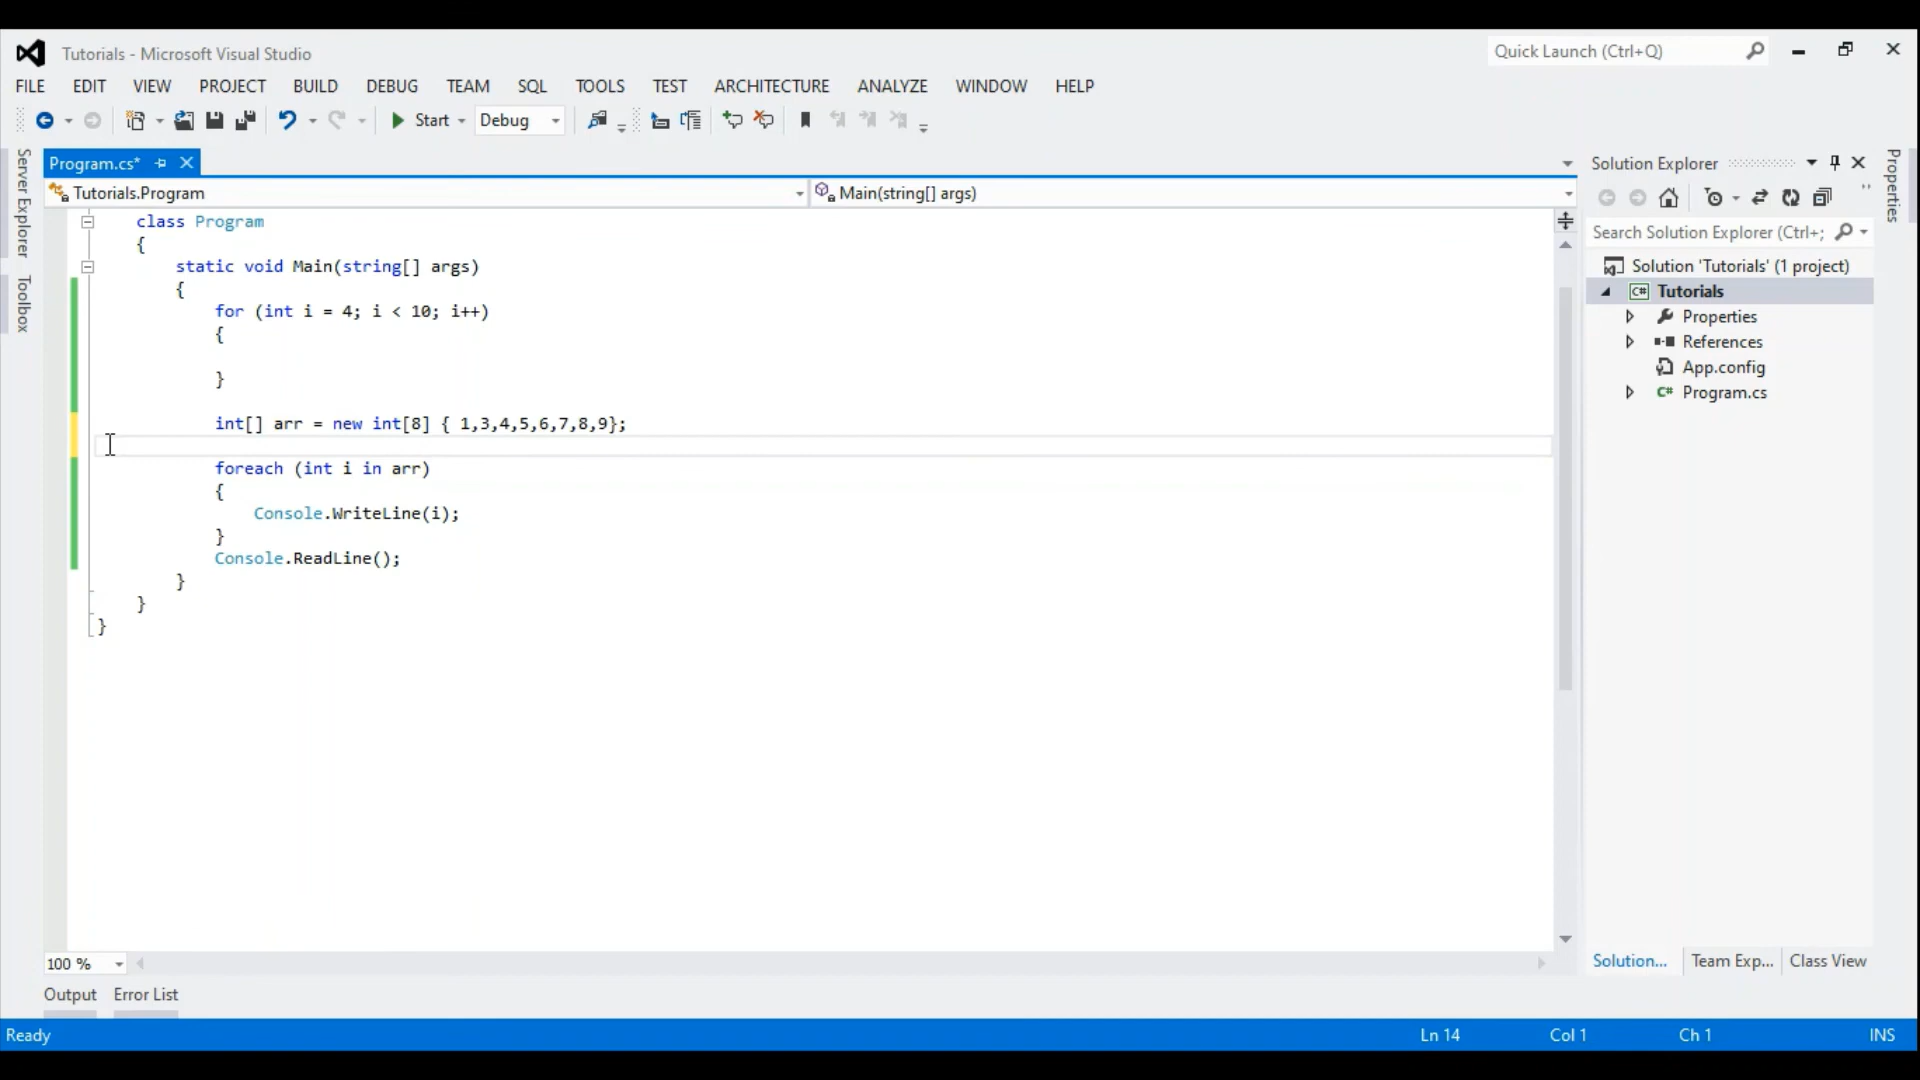 Tutorials - Microsoft Visual Studio
Quick Launch (Ctrl+Q)
FILE EDIT VIEW PROJECT BUILD DEBUG TEAM SQL TOOLS TEST ARCHITECTURE ANALYZE WINDOW HELP
Start Debug
Server Explorer
Toolbox
Program.cs*
Tutorials.Program
Main(string[] args)
class Program
{
static void Main(string[] args)
{
for (int i = 4; i < 10; i++)
{
}
int[] arr = new int[8] { 1,3,4,5,6,7,8,9};
foreach (int i in arr)
{
Console.WriteLine(i);
}
Console.ReadLine();
}
}
}
100 %
Output Error List
Solution Explorer
Search Solution Explorer (Ctrl+;
Solution 'Tutorials' (1 project)
C# Tutorials
Properties
References
App.config
C# Program.cs
Solution... Team Exp... Class View
Properties
Ready Ln 14 Col 1 Ch 1 INS